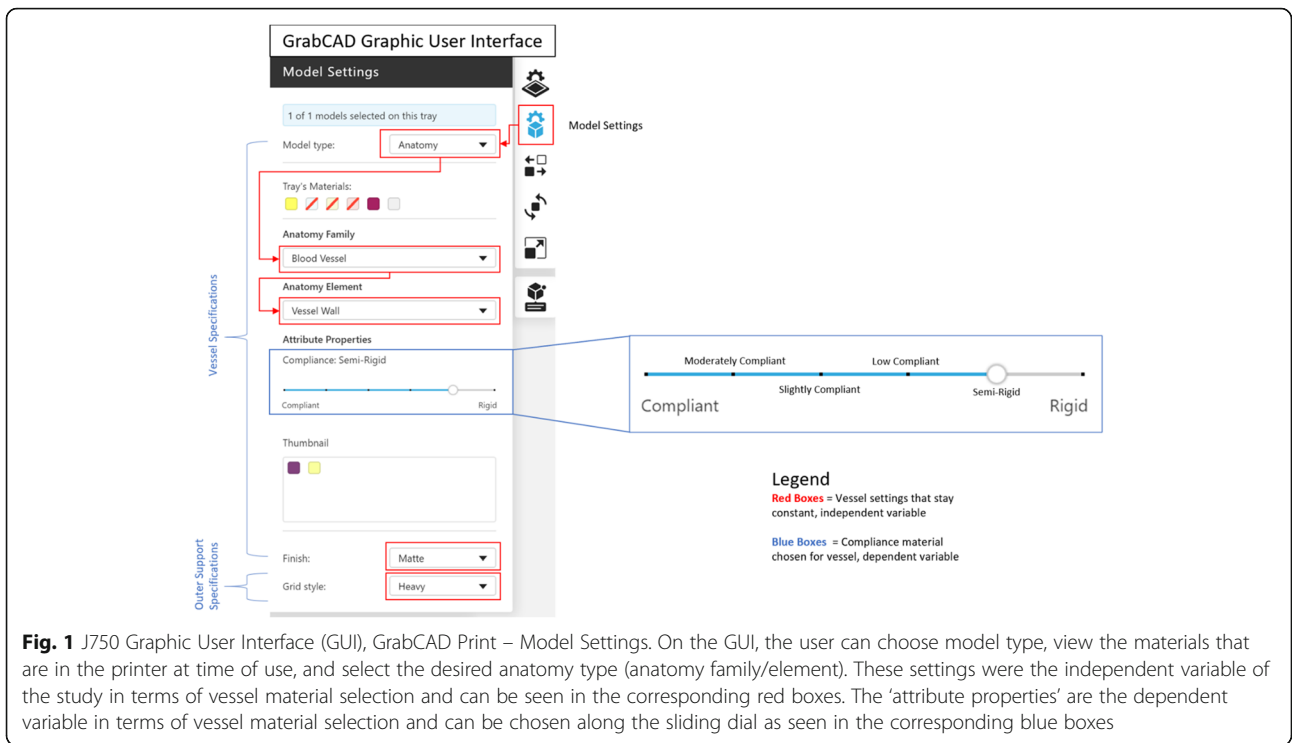 GrabCAD Graphic User Interface
Model Settings
1 of 1 models selected on this tray
Model Settings
Model type:
Anatomy
Tray's Materials:
Anatomy Family
Blood Vessel
Anatomy Element
Vessel Wall
Vessel Specifications
Attribute Properties
Compliance: Semi-Rigid
Compliant
Rigid
Moderately Compliant
Low Compliant
Slightly Compliant
Semi-Rigid
Compliant
Rigid
Thumbnail
Legend
Red Boxes = Vessel settings that stay
constant, independent variable
Blue Boxes = Compliance material
chosen for vessel, dependent variable
Finish:
Matte
Outer Support
Specifications
Grid style:
Heavy
Fig. 1 J750 Graphic User Interface (GUI), GrabCAD Print – Model Settings. On the GUI, the user can choose model type, view the materials that
are in the printer at time of use, and select the desired anatomy type (anatomy family/element). These settings were the independent variable of
the study in terms of vessel material selection and can be seen in the corresponding red boxes. The ‘attribute properties’ are the dependent
variable in terms of vessel material selection and can be chosen along the sliding dial as seen in the corresponding blue boxes